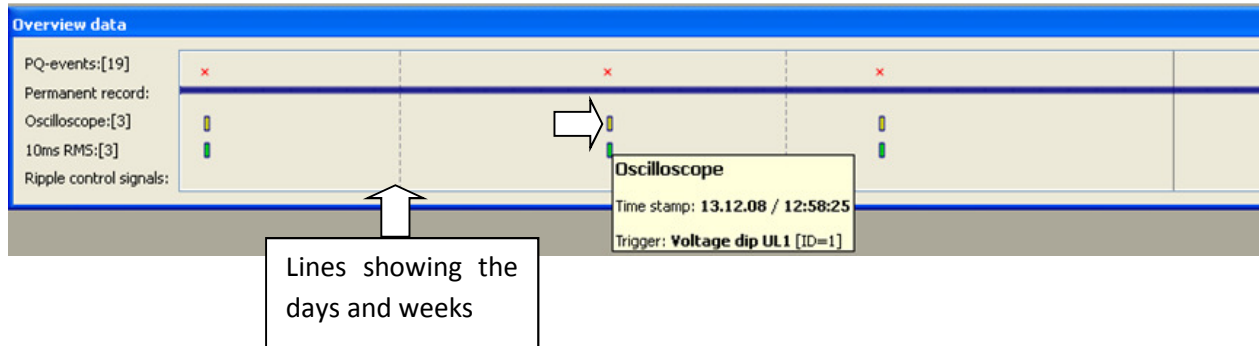 Overview data
PQ-events:[19]
Permanent record:
Oscilloscope:[3]
10ms RMS:[3]
Ripple control signals:
Oscilloscope
Time stamp: 13.12.08 / 12:58:25
Trigger: Voltage dip UL1 [ID=1]
Lines showing the
days and weeks